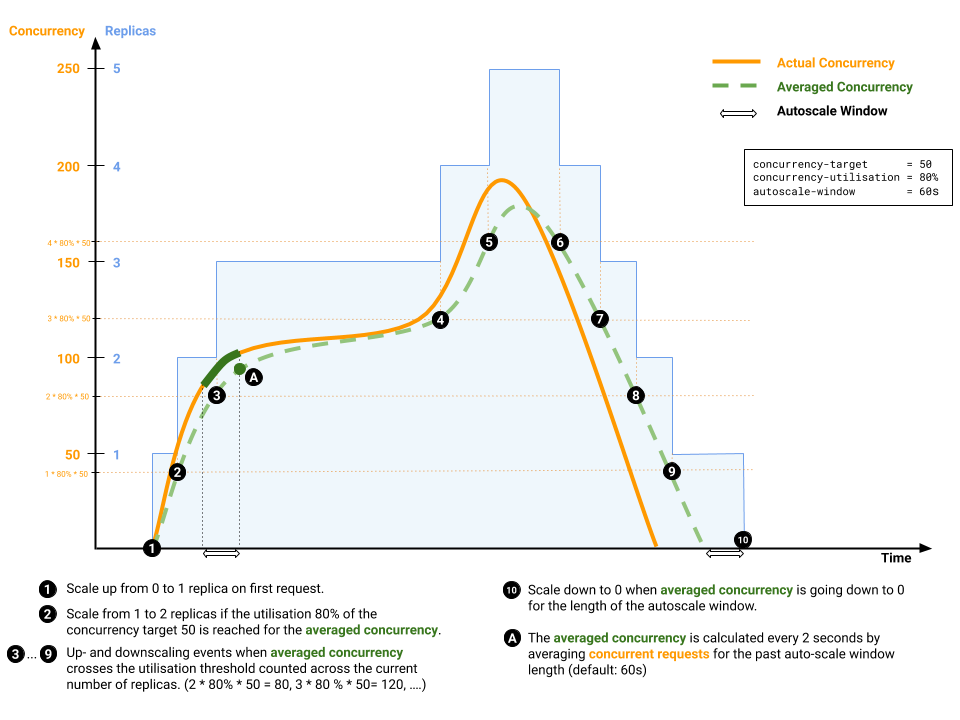 Concurrency Replicas
250 5
200 4
4 * 80% * 50
150 3
3 * 80% * 50
100 2
2 * 80% * 50
50 1
1 * 80% * 50
Actual Concurrency
Averaged Concurrency
Autoscale Window
concurrency-target = 50
concurrency-utilisation = 80%
autoscale-window = 60s
1
2
3
A
4
5
6
7
8
9
10
Time
1 Scale up from 0 to 1 replica on first request.
2 Scale from 1 to 2 replicas if the utilisation 80% of the
concurrency target 50 is reached for the averaged concurrency.
3 ... 9 Up- and downscaling events when averaged concurrency
crosses the utilisation threshold counted across the current
number of replicas. (2 * 80% * 50 = 80, 3 * 80 % * 50= 120, ....)
10 Scale down to 0 when averaged concurrency is going down to 0
for the length of the autoscale window.
A The averaged concurrency is calculated every 2 seconds by
averaging concurrent requests for the past auto-scale window
length (default: 60s)